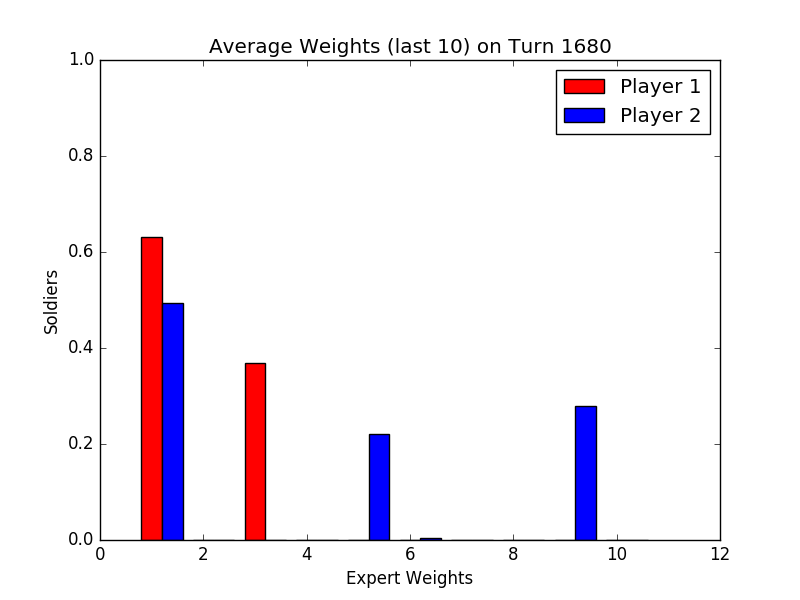 Average Weights (last 10) on Turn 1680
1.0
0.8
0.6
0.4
0.2
0.0
Soldiers
Player 1
Player 2
0 2 4 6 8 10 12
Expert Weights